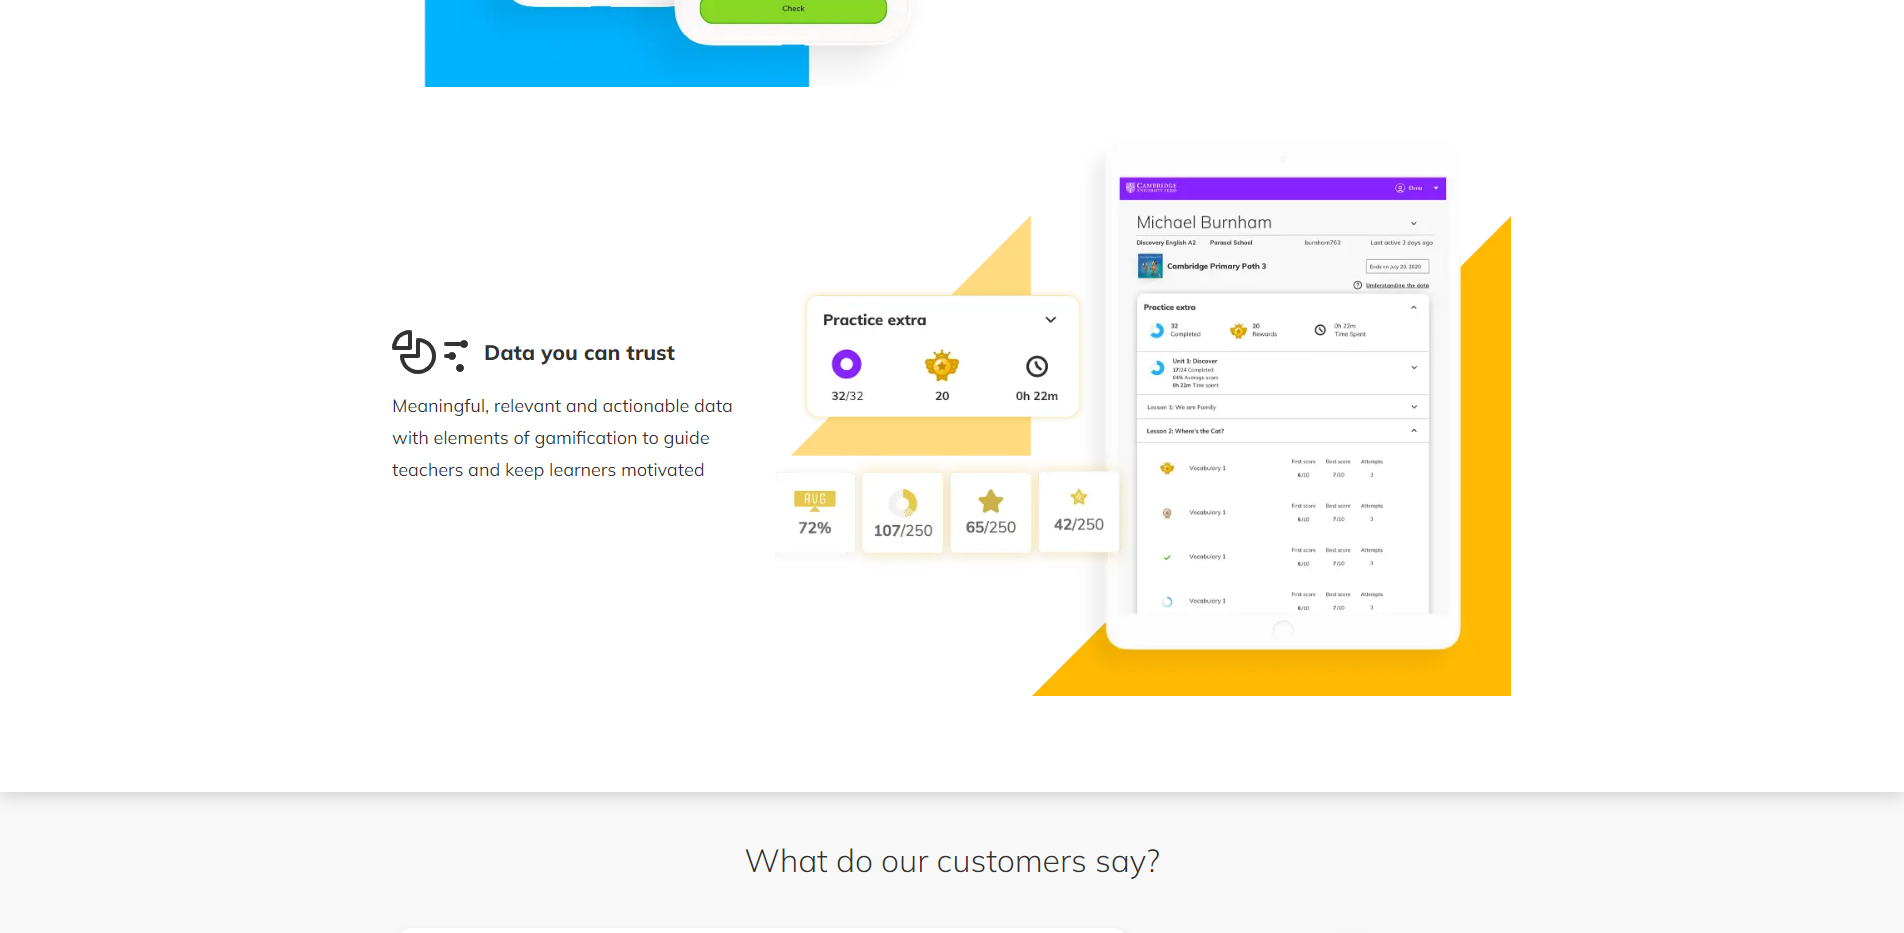 Check
Data you can trust
Meaningful, relevant and actionable data
with elements of gamification to guide
teachers and keep learners motivated
Practice extra
32/32
20
0h 22m
AVG
72%
107/250
65/250
42/250
CAMBRIDGE
UNIVERSITY PRESS
Michael Burnham
Discovery English A2 Parasol School burnham763 Last active 3 days ago
Cambridge Primary Path 3
Ends on July 20, 2020
Understanding the data
Practice extra
32
Completed
20
Rewards
0h 22m
Time Spent
Unit 1: Discover
17/24 Completed
Average score
0h 22m Time spent
Lesson 1: We are Family
Lesson 2: Where's the Cat?
Vocabulary 1
First score Best score Attempts
6/10 7/10 3
Vocabulary 1
First score Best score Attempts
6/10 7/10 3
Vocabulary 1
First score Best score Attempts
6/10 7/10 3
Vocabulary 1
First score Best score Attempts
6/10 7/10 3
What do our customers say?